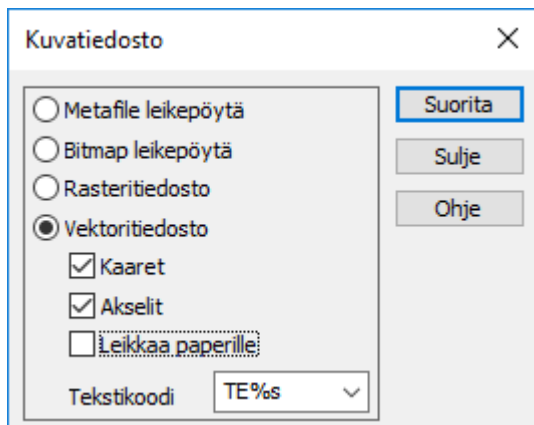 Kuvatiedosto
Metafile leikepöytä
Bitmap leikepöytä
Rasteritiedosto
Vektoritiedosto
Kaaret
Akselit
Leikkaa paperille
Tekstikoodi TE%s
Suorita
Sulje
Ohje